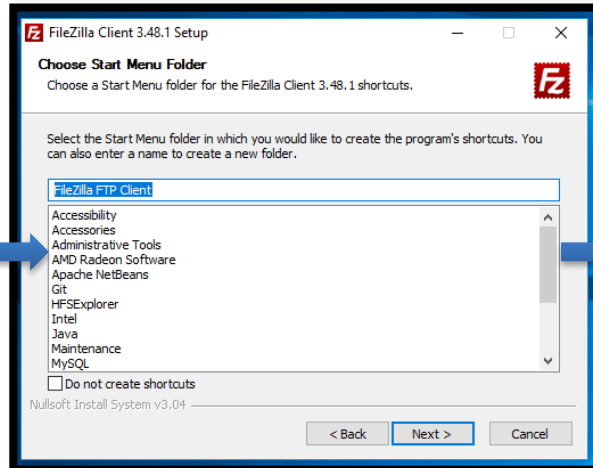 FileZilla Client 3.48.1 Setup
Choose Start Menu Folder
Choose a Start Menu folder for the FileZilla Client 3.48.1 shortcuts.
Fz
Select the Start Menu folder in which you would like to create the program's shortcuts. You
can also enter a name to create a new folder.
FileZilla FTP Client
Accessibility
Accessories
Administrative Tools
AMD Radeon Software
Apache NetBeans
Git
HFSExplorer
Intel
Java
Maintenance
MySQL
Do not create shortcuts
Nullsoft Install System v3.04
< Back
Next >
Cancel